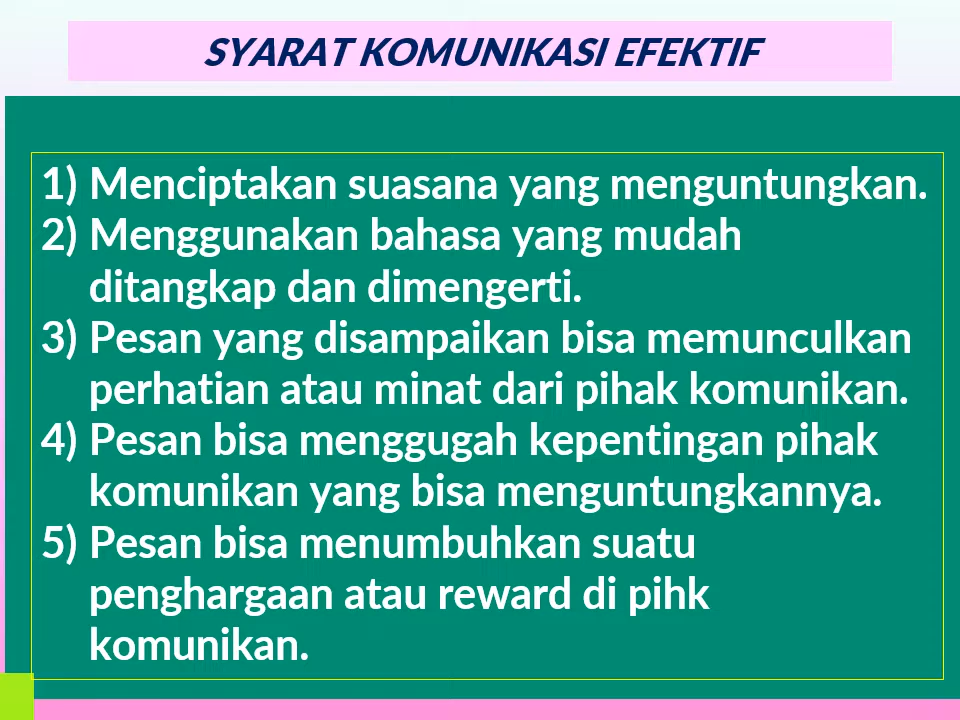 SYARAT KOMUNIKASI EFEKTIF
1) Menciptakan suasana yang menguntungkan.
2) Menggunakan bahasa yang mudah
ditangkap dan dimengerti.
3) Pesan yang disampaikan bisa memunculkan
perhatian atau minat dari pihak komunikan.
4) Pesan bisa menggugah kepentingan pihak
komunikan yang bisa menguntungkannya.
5) Pesan bisa menumbuhkan suatu
penghargaan atau reward di pihk
komunikan.